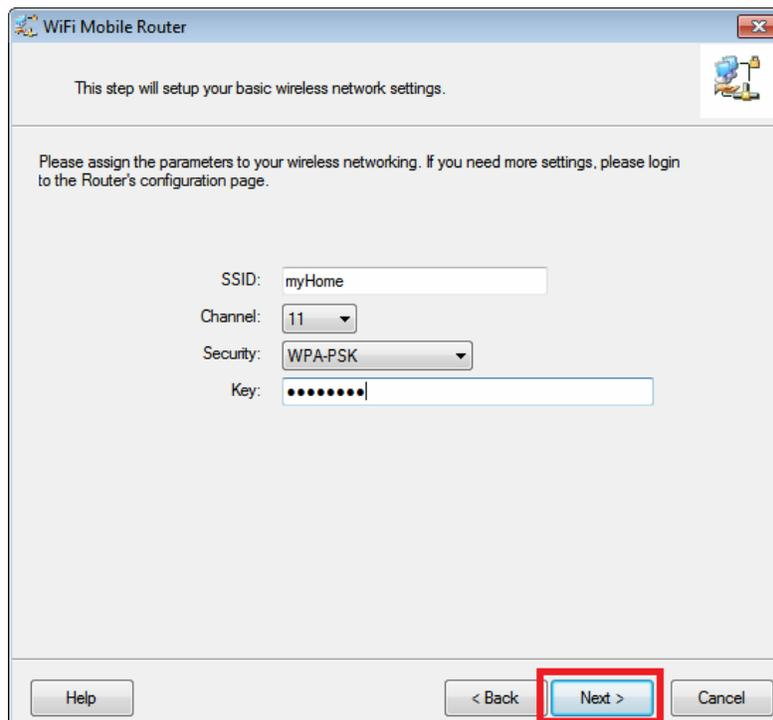 WiFi Mobile Router
This step will setup your basic wireless network settings.
Please assign the parameters to your wireless networking. If you need more settings, please login
to the Router's configuration page.
SSID: myHome
Channel: 11
Security: WPA-PSK
Key: ●●●●●●●●
Help < Back Next > Cancel